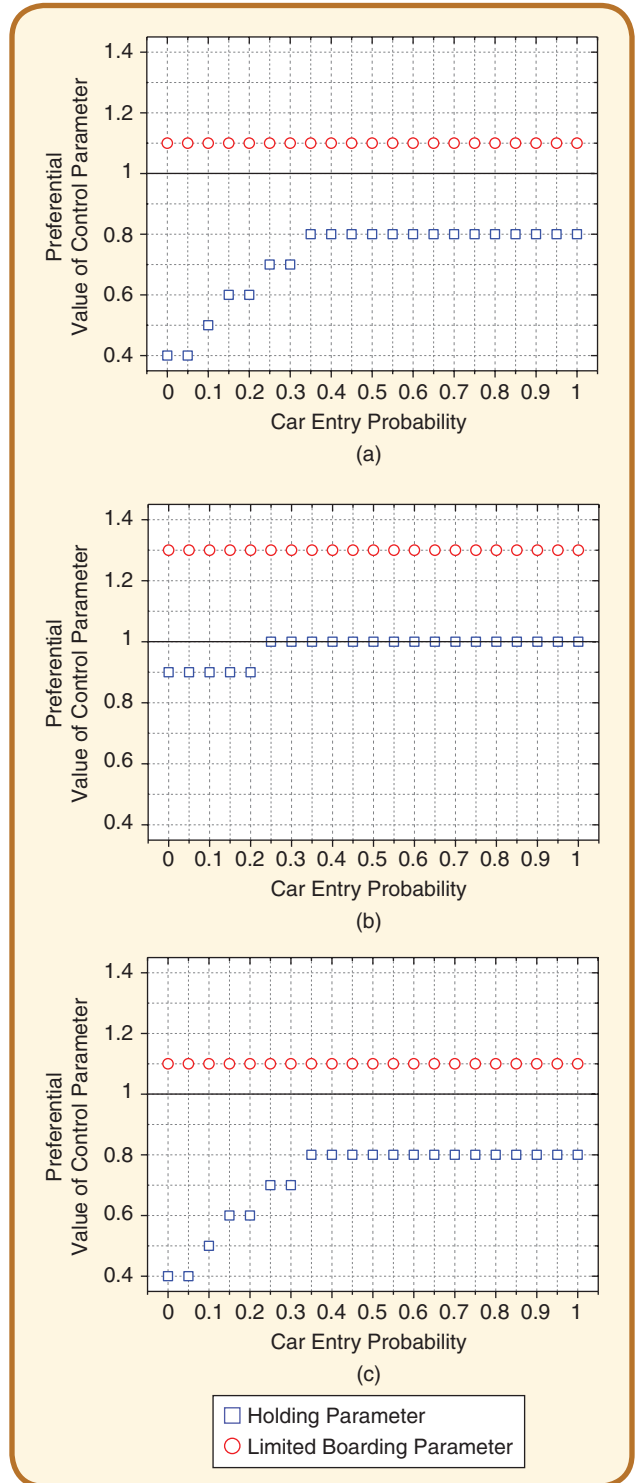 Preferential
Value of Control Parameter
1.4
1.2
1
0.8
0.6
0.4
0 0.1 0.2 0.3 0.4 0.5 0.6 0.7 0.8 0.9 1
Car Entry Probability
(a)
Preferential
Value of Control Parameter
1.4
1.2
1
0.8
0.6
0.4
0 0.1 0.2 0.3 0.4 0.5 0.6 0.7 0.8 0.9 1
Car Entry Probability
(b)
Preferential
Value of Control Parameter
1.4
1.2
1
0.8
0.6
0.4
0 0.1 0.2 0.3 0.4 0.5 0.6 0.7 0.8 0.9 1
Car Entry Probability
(c)
Holding Parameter
Limited Boarding Parameter